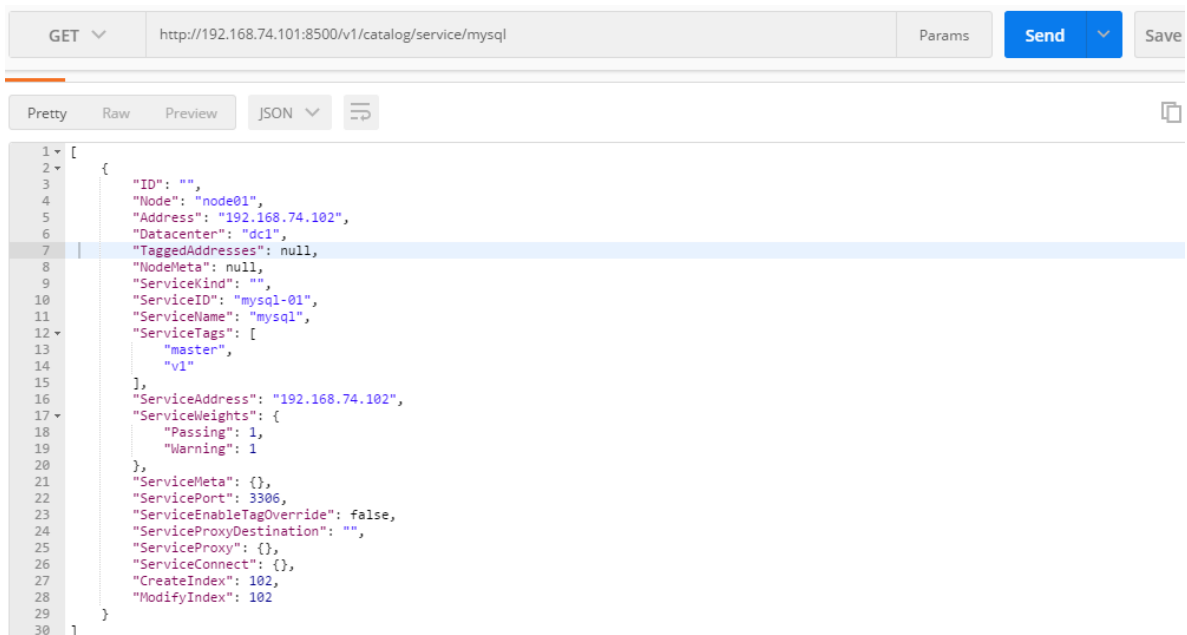 GET http://192.168.74.101:8500/v1/catalog/service/mysql Params Send Save
Pretty Raw Preview JSON
1 [
2 {
3 "ID": "",
4 "Node": "node01",
5 "Address": "192.168.74.102",
6 "Datacenter": "dc1",
7 "TaggedAddresses": null,
8 "NodeMeta": null,
9 "ServiceKind": "",
10 "ServiceID": "mysql-01",
11 "ServiceName": "mysql",
12 "ServiceTags": [
13 "master",
14 "v1"
15 ],
16 "ServiceAddress": "192.168.74.102",
17 "ServiceWeights": {
18 "Passing": 1,
19 "Warning": 1
20 },
21 "ServiceMeta": {},
22 "ServicePort": 3306,
23 "ServiceEnableTagOverride": false,
24 "ServiceProxyDestination": "",
25 "ServiceProxy": {},
26 "ServiceConnect": {},
27 "CreateIndex": 102,
28 "ModifyIndex": 102
29 }
30 ]